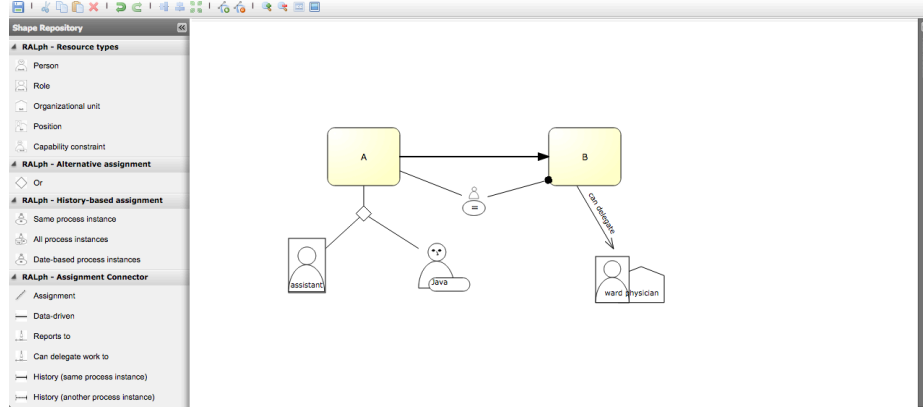 Shape Repository
RALph - Resource types
Person
Role
Organizational unit
Position
Capability constraint
RALph - Alternative assignment
Or
RALph - History-based assignment
Same process instance
All process instances
Date-based process instances
RALph - Assignment Connector
Assignment
Data-driven
Reports to
Can delegate work to
History (same process instance)
History (another process instance)
A
B
=
can delegate
assistant
Java
ward physician